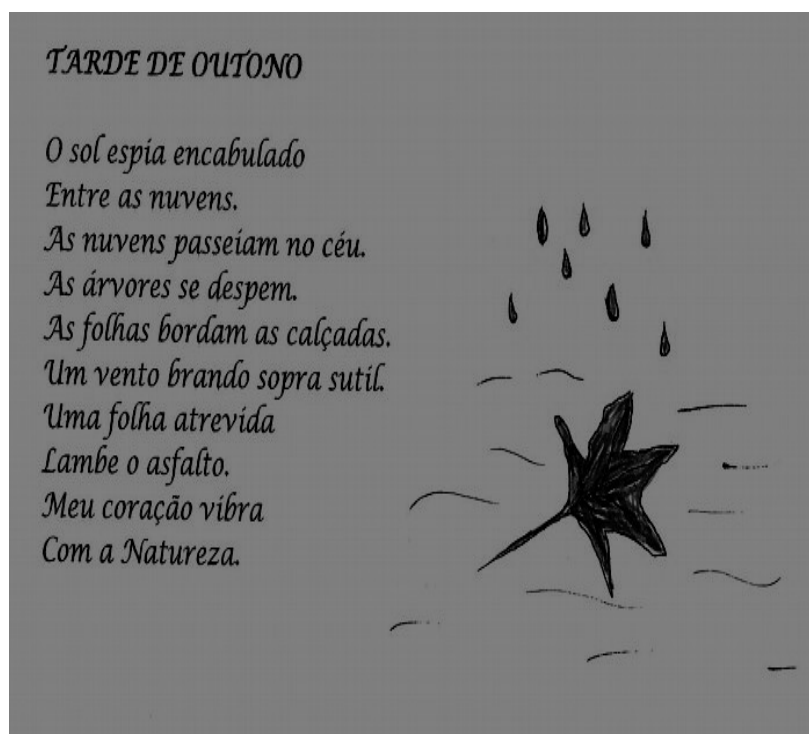 TARDE DE OUTONO
O sol espia encabulado
Entre as nuvens.
As nuvens passeiam no céu.
As árvores se despem.
As folhas bordam as calçadas.
Um vento brando sopra sutil.
Uma folha atrevida
Lambe o asfalto.
Meu coração vibra
Com a Natureza.